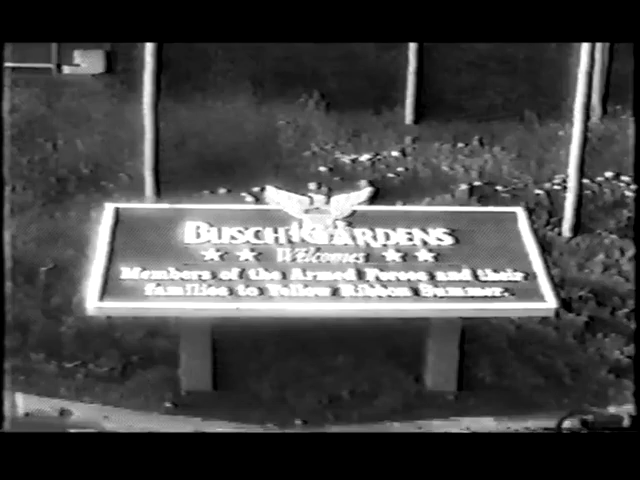 BUSCH GARDENS
Welcomes
Members of the Armed Forces and their
families to Yellow Ribbon Summer.